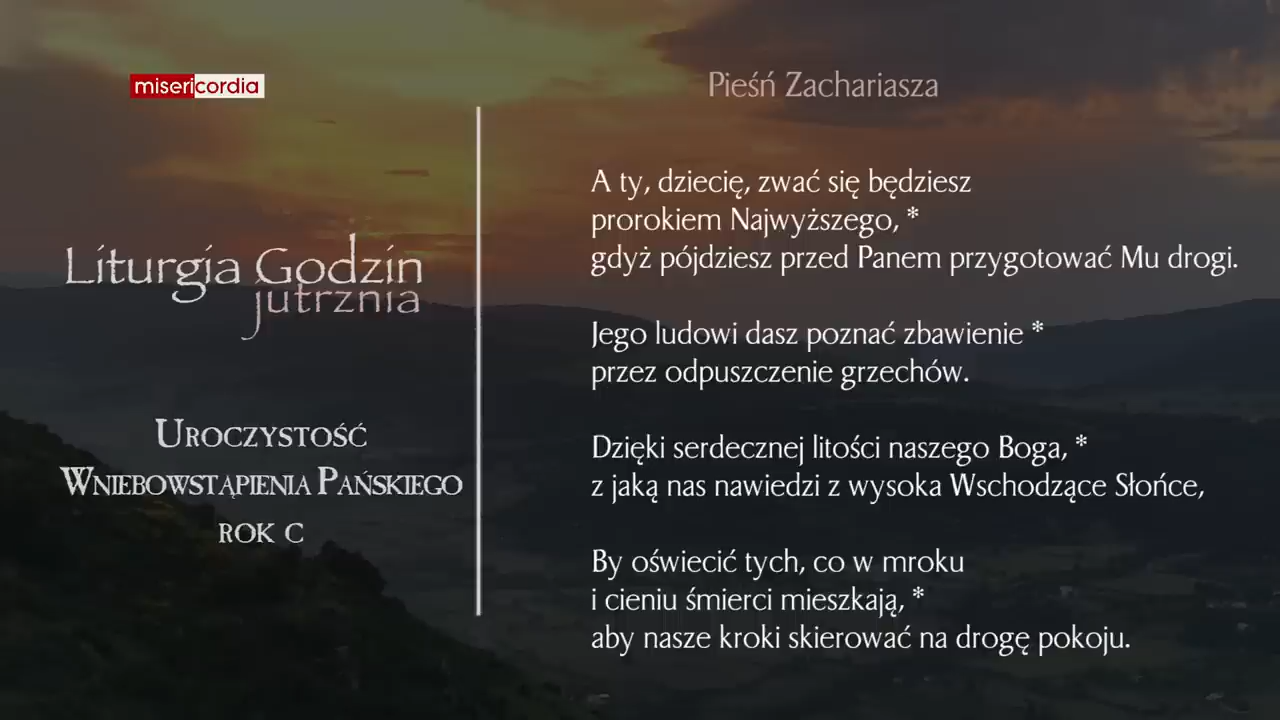 misericordia
Liturgia Godzin
jutrznia
Uroczystość
Wniebowstąpienia Pańskiego
rok C
Pieśń Zachariasza
A ty, dziecię, zwać się będziesz
prorokiem Najwyższego, *
gdyż pójdziesz przed Panem przygotować Mu drogi.
Jego ludowi dasz poznać zbawienie *
przez odpuszczenie grzechów.
Dzięki serdecznej litości naszego Boga, *
z jaką nas nawiedzi z wysoka Wschodzące Słońce,
By oświecić tych, co w mroku
i cieniu śmierci mieszkają, *
aby nasze kroki skierować na drogę pokoju.